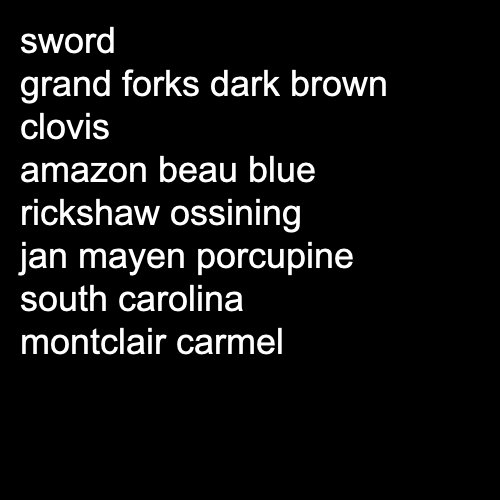 sword
grand forks dark brown
clovis
amazon beau blue
rickshaw ossining
jan mayen porcupine
south carolina
montclair carmel